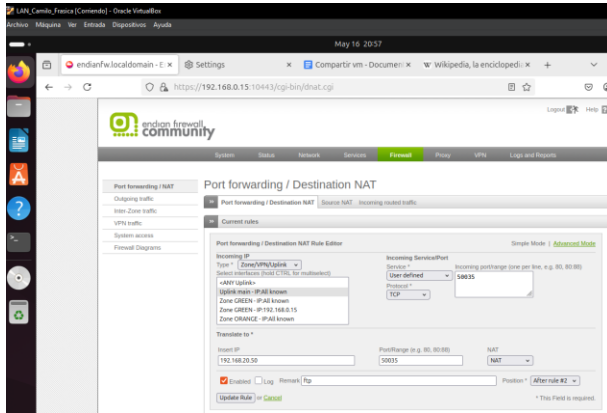 LAN_Camilo_Frasica [Corriendo] - Oracle VirtualBox
Archivo Máquina Ver Entrada Dispositivos Ayuda
May 16 20:57
endianfw.localdomain - E
Settings
Compartir vm - Documen
Wikipedia, la enciclopedi
https://192.168.0.15:10443/cgi-bin/dnat.cgi
endian firewall
community
Logout Help
System Status Network Services Firewall Proxy VPN Logs and Reports
Port forwarding / NAT
Outgoing traffic
Inter-Zone traffic
VPN traffic
System access
Firewall Diagrams
Port forwarding / Destination NAT
Port forwarding / Destination NAT Source NAT Incoming routed traffic
Current rules
Port forwarding / Destination NAT Rule Editor
Simple Mode | Advanced Mode
Incoming IP
Type * Zone/VPN/Uplink
Select interfaces (hold CTRL for multiselect)
<ANY Uplink>
Uplink main - IP:All known
Zone GREEN - IP:All known
Zone GREEN - IP:192.168.0.15
Zone ORANGE - IP:All known
Incoming Service/Port
Service * Incoming port/range (one per line, e.g. 80, 80:88)
User defined 50035
Protocol *
TCP
Translate to *
Insert IP Port/Range (e.g. 80, 80:88) NAT
192.168.20.50 50035 NAT
Enabled Log Remark ftp Position * After rule #2
Update Rule or Cancel
* This Field is required.